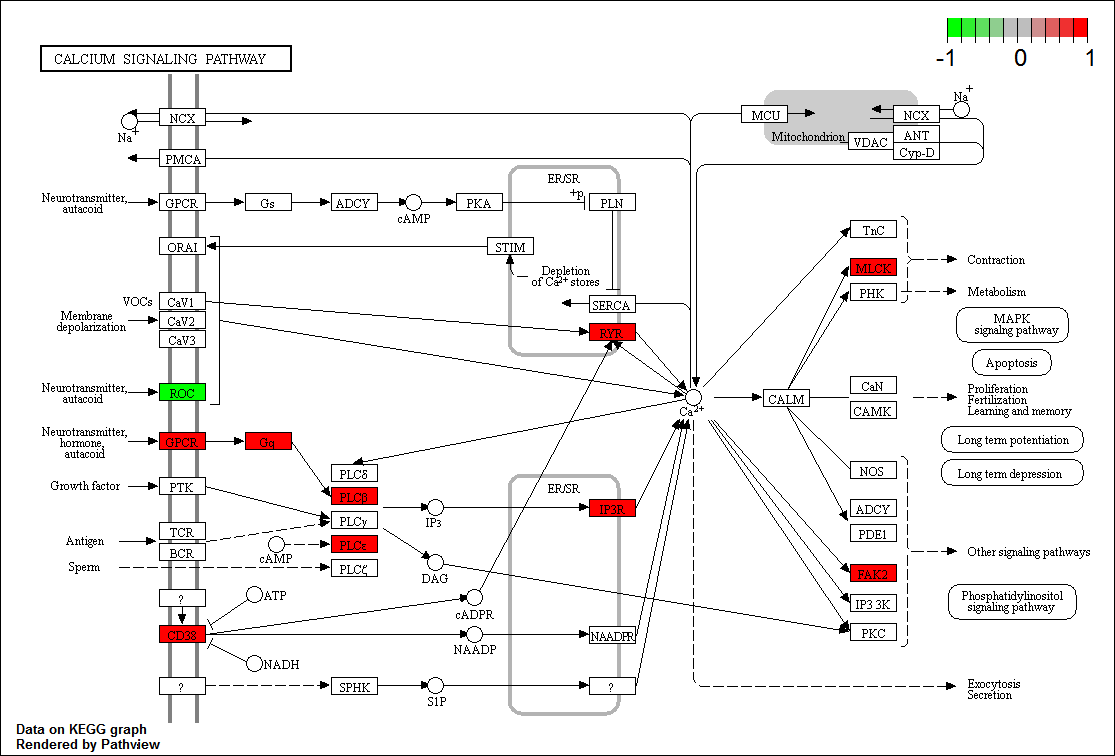 -1
0
1
CALCIUM SIGNALING PATHWAY
NCX
Na+
PMCA
Neurotransmitter,
autacoid
GPCR
Gs
ADCY
cAMP
PKA
ER/SR
+p
PLN
ORAI
STIM
Depletion
of Ca2+ stores
SERCA
VOCs
CaV1
CaV2
CaV3
Membrane
depolarization
RYR
Neurotransmitter,
autacoid
ROC
Neurotransmitter,
hormone,
autacoid
GPCR
Gq
PLCδ
PLCβ
PLCγ
PLCε
PLCζ
Growth factor
PTK
Antigen
TCR
BCR
cAMP
Sperm
IP3
DAG
ER/SR
IP3R
?
ATP
CD38
NADH
cADPR
NAADP
NAADPR
?
SPHK
S1P
?
MCU
Mitochondrion
NCX
Na+
VDAC
ANT
Cyp-D
Ca2+
CALM
TnC
MLCK
PHK
CaN
CAMK
NOS
ADCY
PDE1
FAK2
IP3 3K
PKC
Contraction
Metabolism
MAPK
signalng pathway
Apoptosis
Proliferation
Fertilization
Learning and memory
Long term potentiation
Long term depression
Other signaling pathways
Phosphatidylinositol
signaling pathway
Exocytosis
Secretion
Data on KEGG graph
Rendered by Pathview